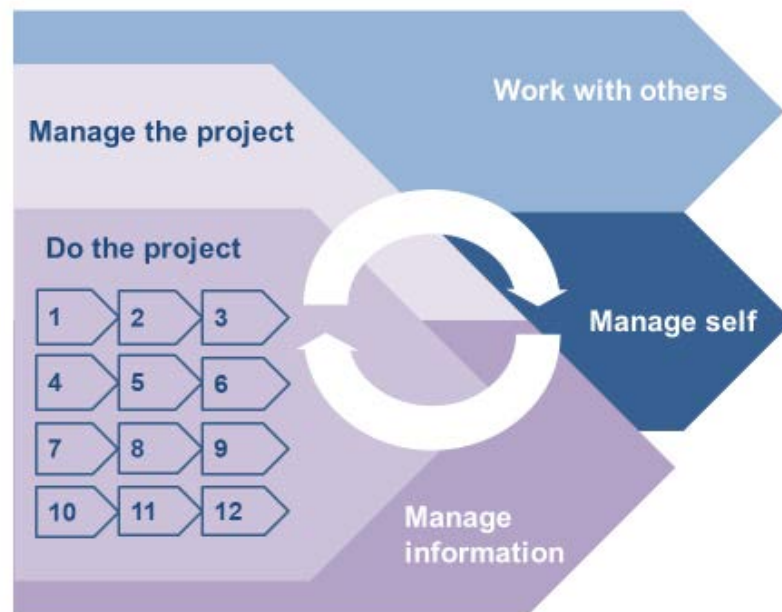 Work with others
Manage the project
Do the project
1 2 3
Manage self
4 5 6
7 8 9
10 11 12
Manage
information